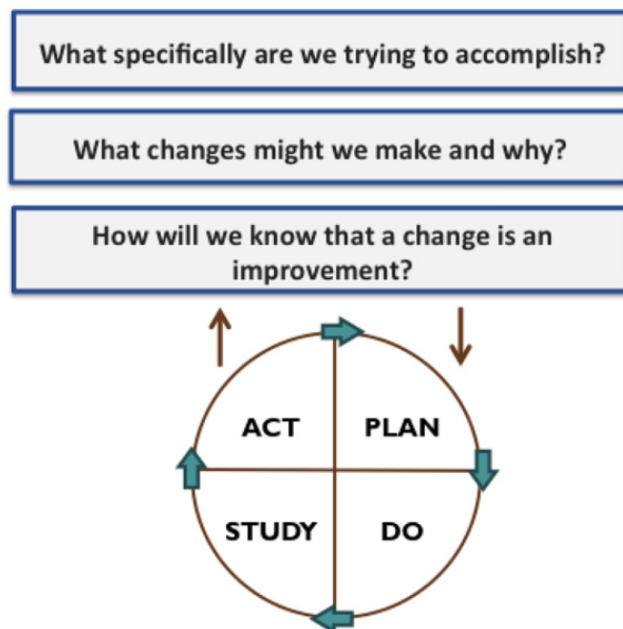 What specifically are we trying to accomplish?
What changes might we make and why?
How will we know that a change is an
improvement?
ACT PLAN
STUDY DO